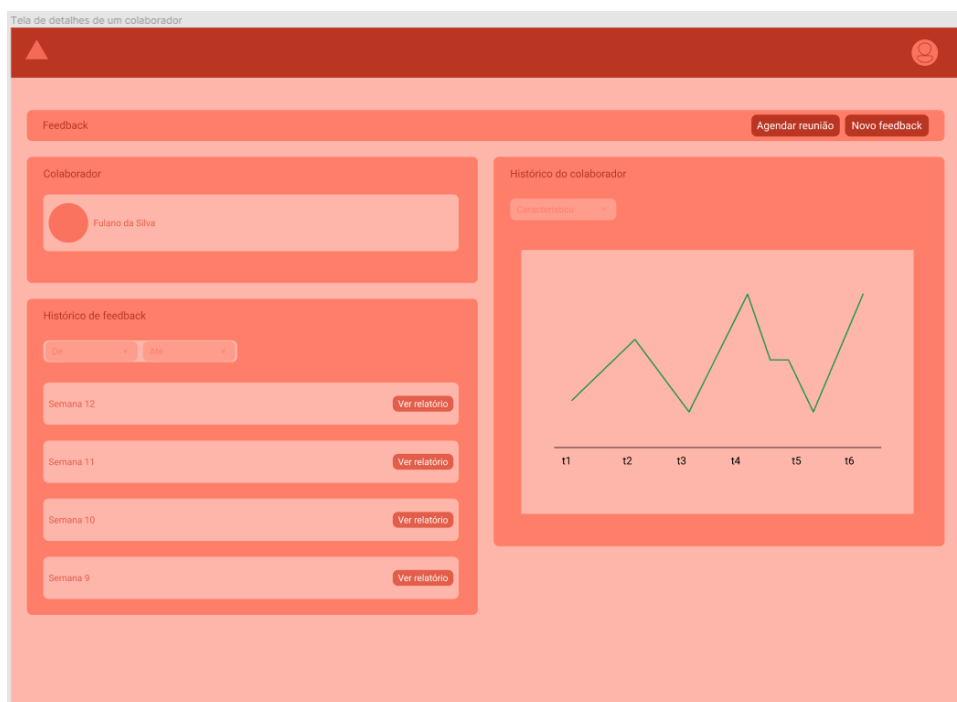 Tela de detalhes de um colaborador
Feedback
Agendar reunião
Novo feedback
Colaborador
Fulano da Silva
Histórico de feedback
De
Até
Semana 12
Ver relatório
Semana 11
Ver relatório
Semana 10
Ver relatório
Semana 9
Ver relatório
Histórico do colaborador
Característica
t1 t2 t3 t4 t5 t6